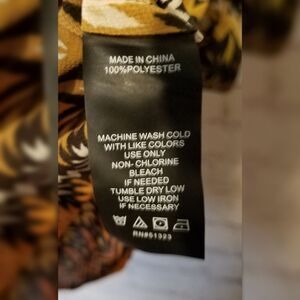 MADE IN CHINA
100%POLYESTER
MACHINE WASH COLD
WITH LIKE COLORS
USE ONLY
NON- CHLORINE
BLEACH
IF NEEDED
TUMBLE DRY LOW
USE LOW IRON
IF NECESSARY
RN#51323